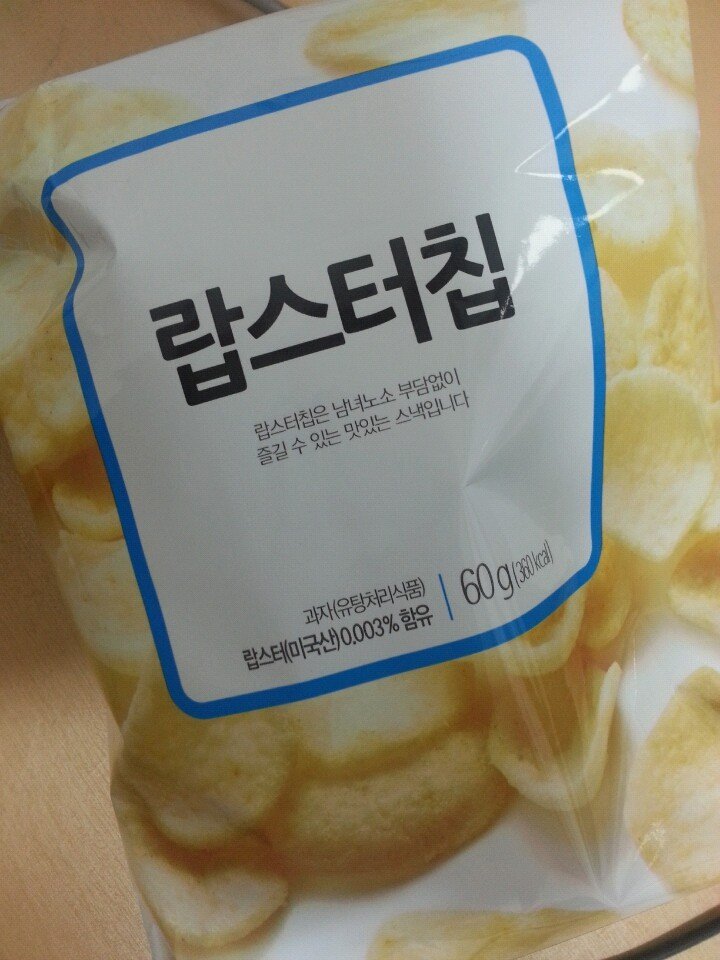 랍스터칩
랍스터칩은 남녀노소 부담없이
즐길 수 있는 맛있는 스낵입니다
과자(유탕처리식품)
랍스터(미국산) 0.003% 함유
60g(360kcal)